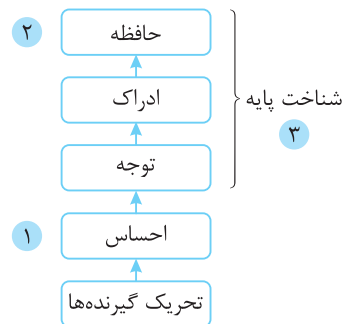 ۲
حافظه
ادراک
شناخت پایه
۳
توجه
۱
احساس
تحریک گیرنده‌ها